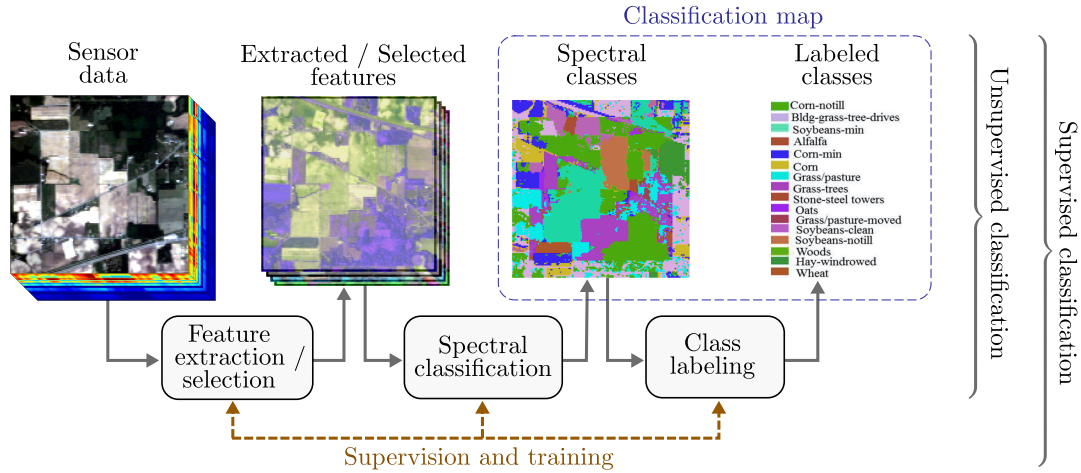 Classification map
Sensor
data
Extracted / Selected
features
Spectral
classes
Labeled
classes
Corn-notill
Bldg-grass-tree-drives
Soybeans-min
Alfalfa
Corn-min
Corn
Grass/pasture
Grass-trees
Stone-steel towers
Oats
Grass/pasture-moved
Soybeans-clean
Soybeans-notill
Woods
Hay-windrowed
Wheat
Feature
extraction /
selection
Spectral
classification
Class
labeling
Supervision and training
Unsupervised classification
Supervised classification